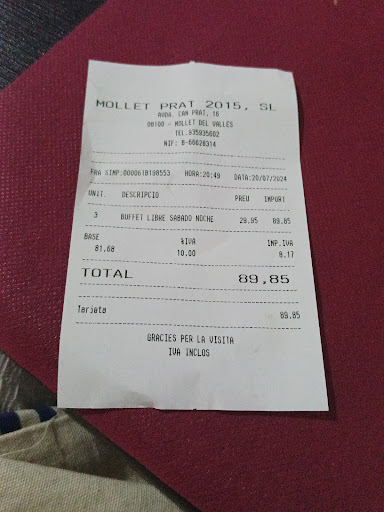 MOLLET PRAT 2015, SL
AVDA. CAN PRAT, 16
08100 - MOLLET DEL VALLES
TEL.935935602
NIF: B-66628314
FRA SIMP:0000610198553 HORA:20:49 DATA:20/07/2024
UNIT. DESCRIPCIO PREU IMPORT
3 BUFFET LIBRE SABADO NOCHE 29,95 89,85
BASE %IVA IMP.IVA
81.68 10.00 8.17
TOTAL 89,85
Tarjeta 89,85
GRACIES PER LA VISITA
IVA INCLOS